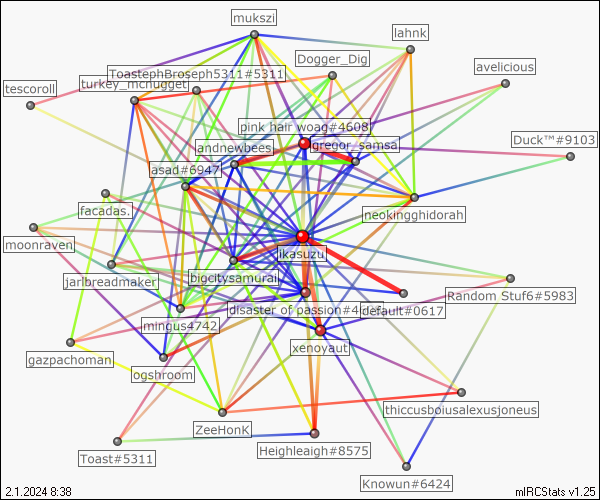 mukszi
lahnk
Dogger_Dig
avelicious
ToastephBroseph5311#5311
turkey_mcnugget
tescoroll
pink hair woag#4608
Duck™#9103
andnewbees
gregor_samsa
asad#6947
facadas.
neokingghidorah
moonraven
ikasuzu
jarlbreadmaker
bigcitysamurai
Random Stuf6#5983
disaster of passion#4
default#0617
mingus4742
xenoyaut
gazpachoman
ogshroom
thiccusboiusalexusjoneus
ZeeHonK
Heighleaigh#8575
Toast#5311
Knowun#6424
2.1.2024 8:38
mIRCStats v1.25